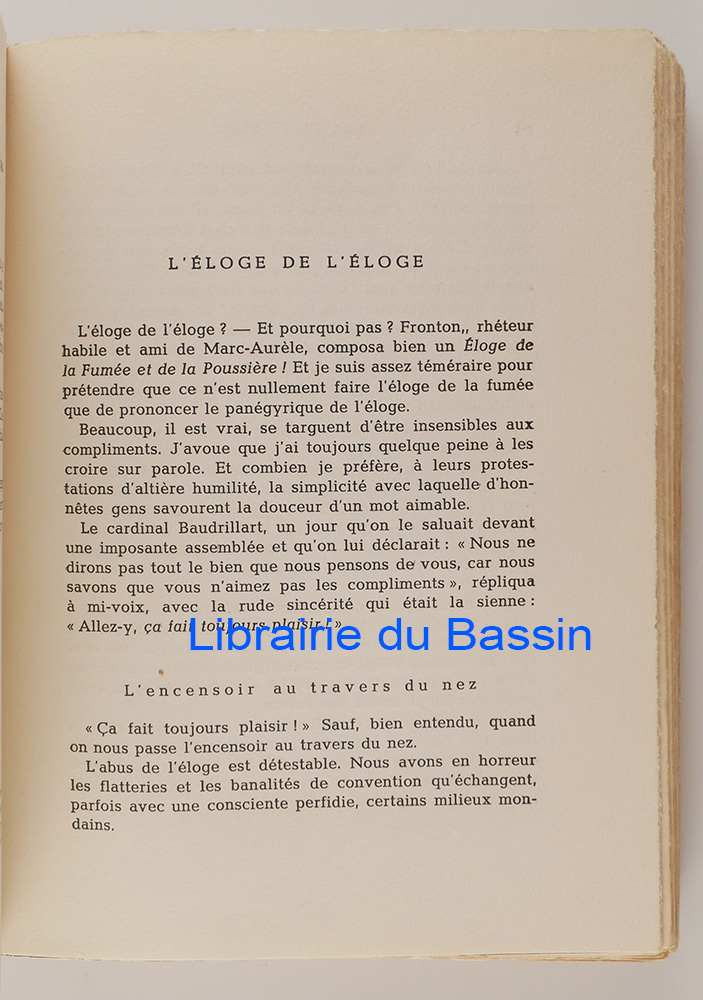 L'ÉLOGE DE L'ÉLOGE
L'éloge de l'éloge ? — Et pourquoi pas ? Fronton,, rhéteur
habile et ami de Marc-Aurèle, composa bien un Éloge de
la Fumée et de la Poussière ! Et je suis assez téméraire pour
prétendre que ce n'est nullement faire l'éloge de la fumée
que de prononcer le panégyrique de l'éloge.
Beaucoup, il est vrai, se targuent d'être insensibles aux
compliments. J'avoue que j'ai toujours quelque peine à les
croire sur parole. Et combien je préfère, à leurs protes-
tations d'altière humilité, la simplicité avec laquelle d'hon-
nêtes gens savourent la douceur d'un mot aimable.
Le cardinal Baudrillart, un jour qu'on le saluait devant
une imposante assemblée et qu'on lui déclarait : « Nous ne
dirons pas tout le bien que nous pensons de vous, car nous
savons que vous n'aimez pas les compliments », répliqua
à mi-voix, avec la rude sincérité qui était la sienne :
« Allez-y, ça fait toujours plaisir ! »
Librairie du Bassin
L'encensoir au travers du nez
« Ça fait toujours plaisir ! » Sauf, bien entendu, quand
on nous passe l'encensoir au travers du nez.
L'abus de l'éloge est détestable. Nous avons en horreur
les flatteries et les banalités de convention qu'échangent,
parfois avec une consciente perfidie, certains milieux mon-
dains.